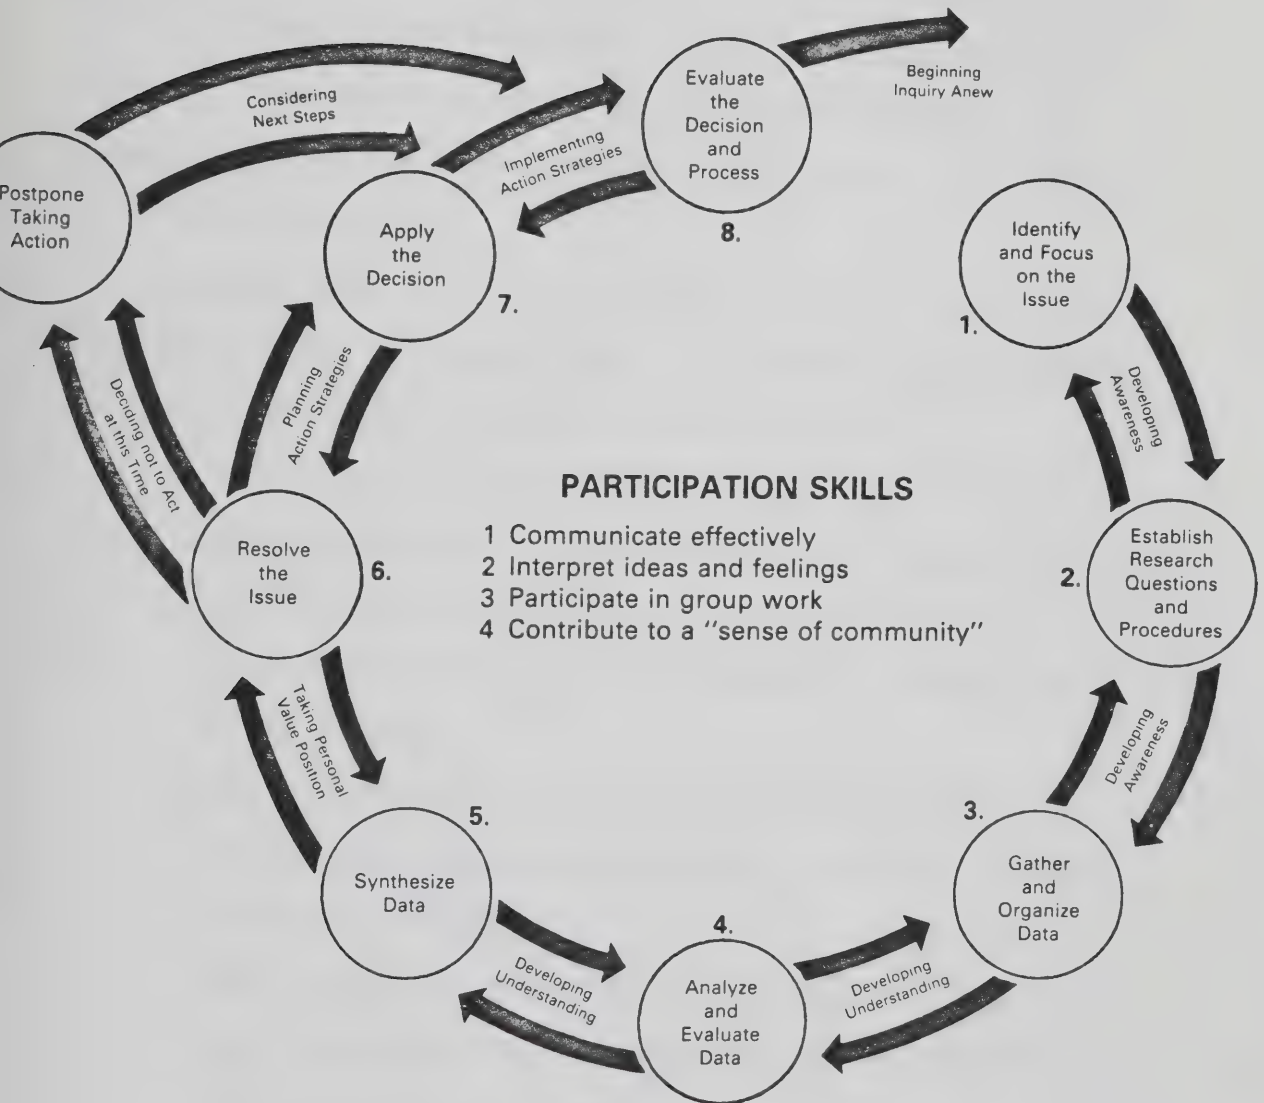 Considering
Next Steps
Evaluate
the
Decision
and
Process
8.
Beginning
Inquiry Anew
Postpone
Taking
Action
Implementing
Action Strategies
Apply
the
Decision
7.
Identify
and Focus
on the
Issue
1.
Developing
Awareness
Deciding not to Act
at this Time
Planning
Action Strategies
PARTICIPATION SKILLS
1 Communicate effectively
2 Interpret ideas and feelings
3 Participate in group work
4 Contribute to a "sense of community"
Establish
Research
Questions
and
Procedures
2.
Resolve
the
Issue
6.
Developing
Awareness
Taking Personal
Value Position
3.
Gather
and
Organize
Data
5.
Synthesize
Data
Developing
Understanding
4.
Analyze
and
Evaluate
Data
Developing
Understanding